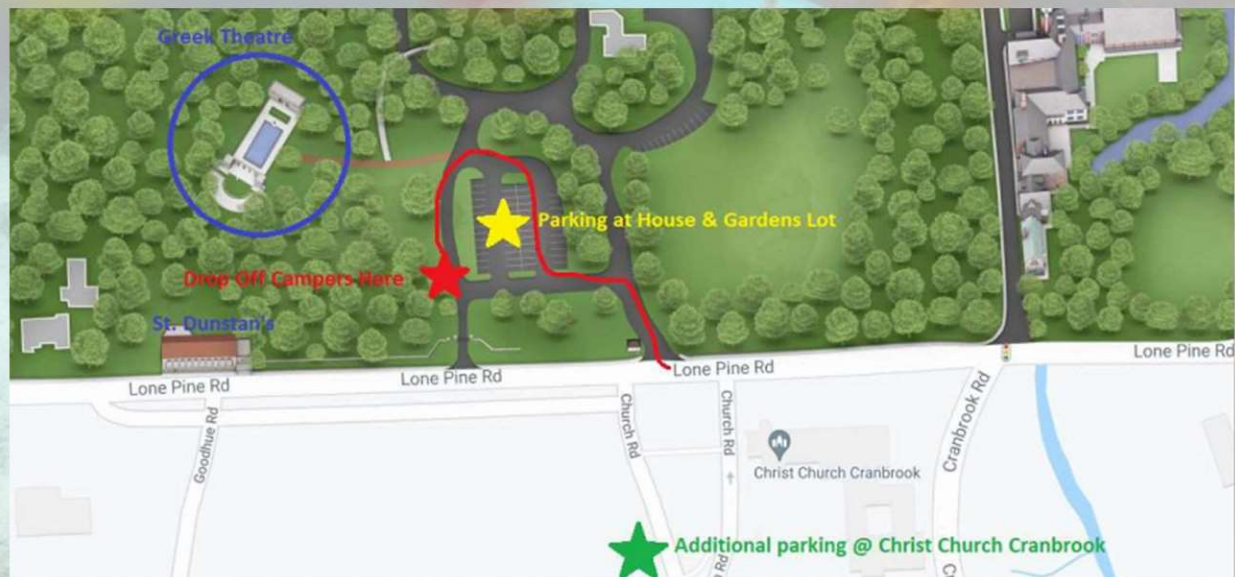 Greek Theatre
Parking at House & Gardens Lot
Drop Off Campers Here
St. Dunstan's
Lone Pine Rd
Lone Pine Rd
Lone Pine Rd
Lone Pine Rd
Goodhue Rd
Church Rd
Church Rd
Cranbrook Rd
Christ Church Cranbrook
Additional parking @ Christ Church Cranbrook
Rd